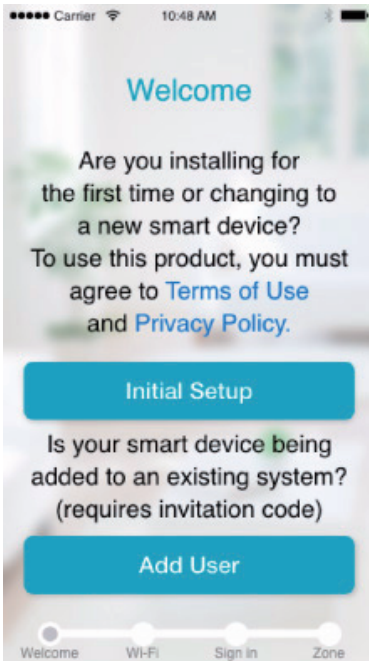 Carrier 10:48 AM
Welcome
Are you installing for
the first time or changing to
a new smart device?
To use this product, you must
agree to Terms of Use
and Privacy Policy.
Initial Setup
Is your smart device being
added to an existing system?
(requires invitation code)
Add User
Welcome Wi-Fi Sign in Zone